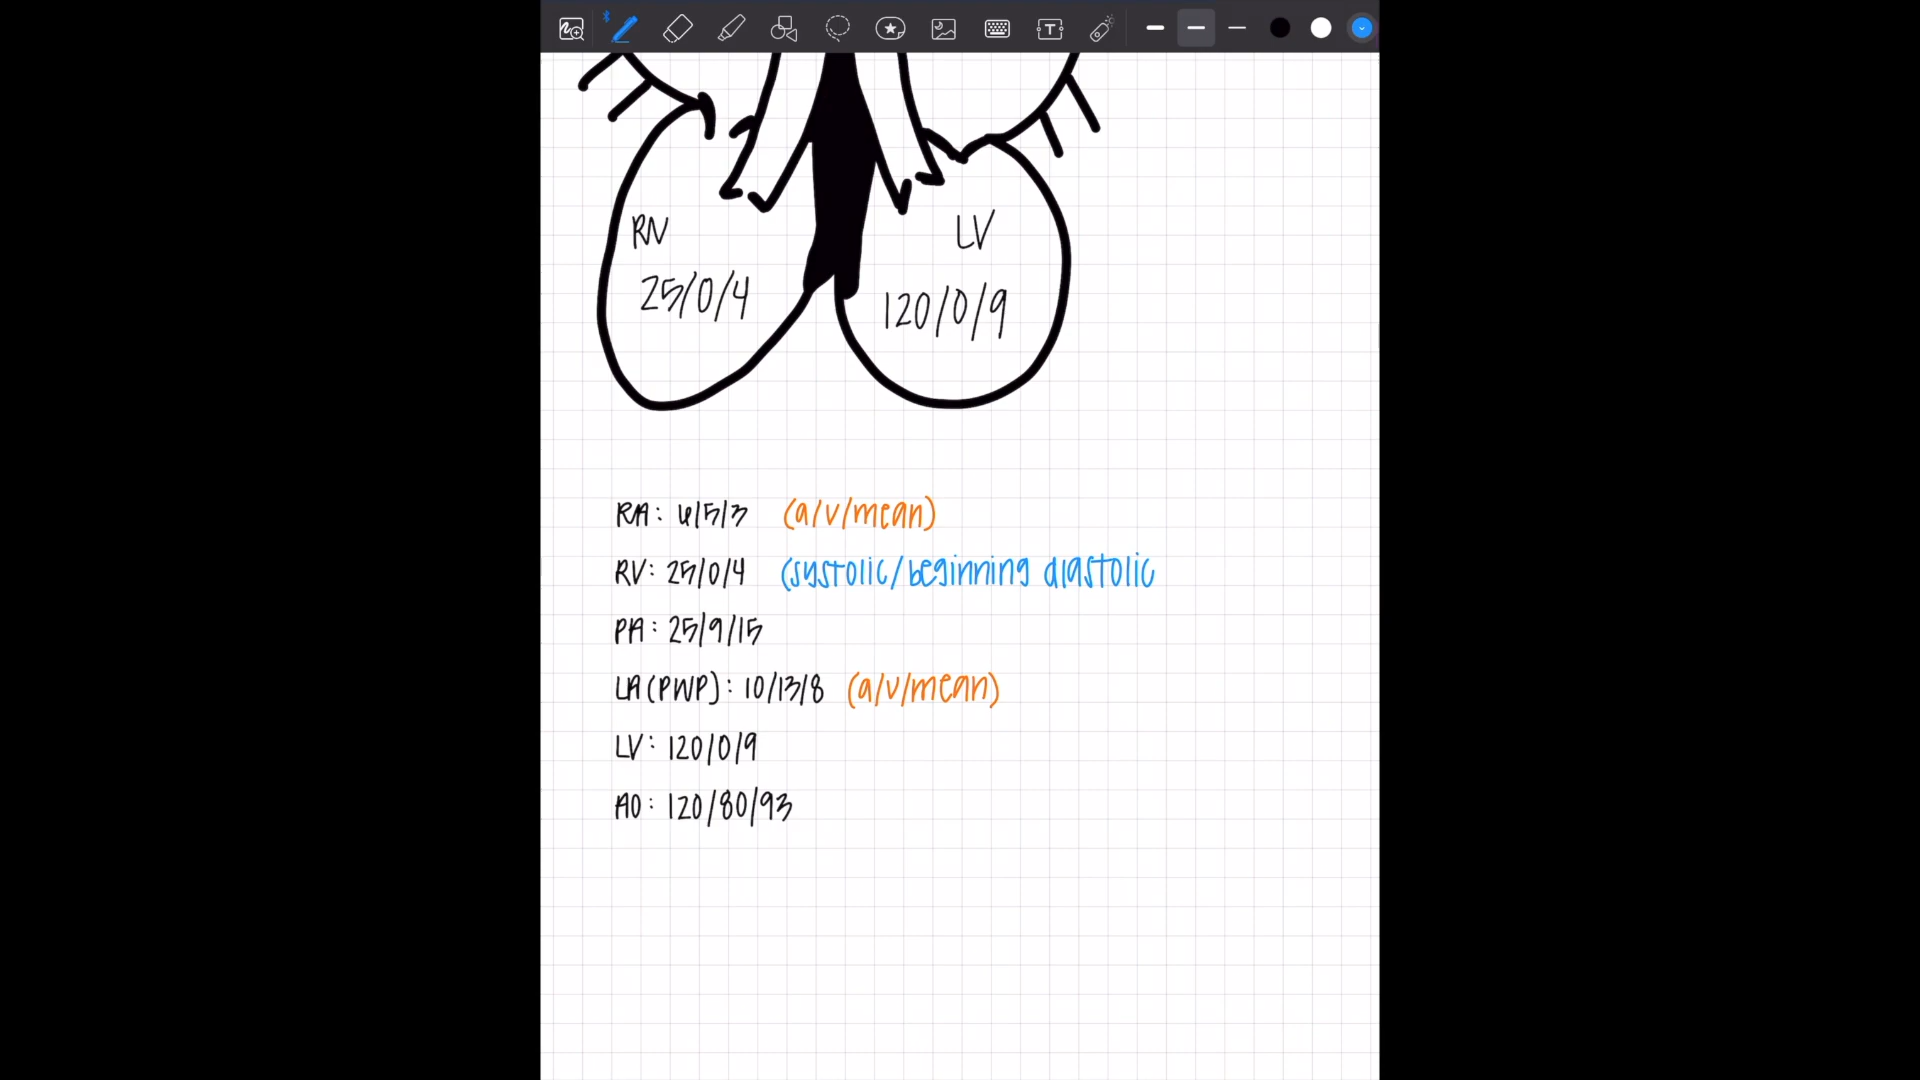 RV
25/0/4
LV
120/0/9
RA: 6/5/3 (a/v/mean)
RV: 25/0/4 (systolic/beginning diastolic
PA: 25/9/15
LA(PWP): 10/13/8 (a/v/mean)
LV: 120/0/9
AO: 120/80/93